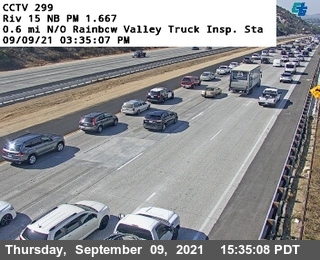 CCTV 299
Riv 15 NB PM 1.667
0.6 mi N/O Rainbow Valley Truck Insp. Sta
09/09/21 03:35:07 PM
Thursday, September 09, 2021 15:35:08 PDT